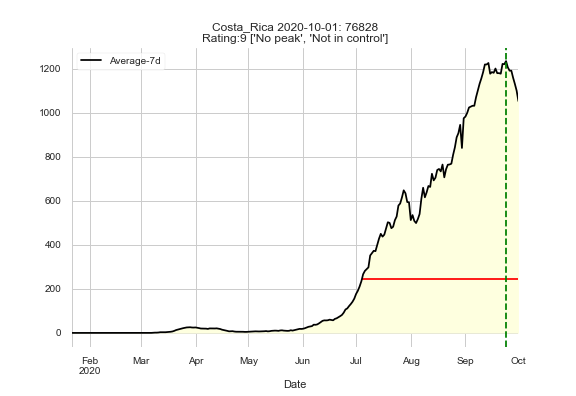 Costa_Rica 2020-10-01: 76828
Rating:9 ['No peak', 'Not in control']
Average-7d
1200
1000
800
600
400
200
0
Feb Mar Apr May Jun Jul Aug Sep Oct
2020
Date